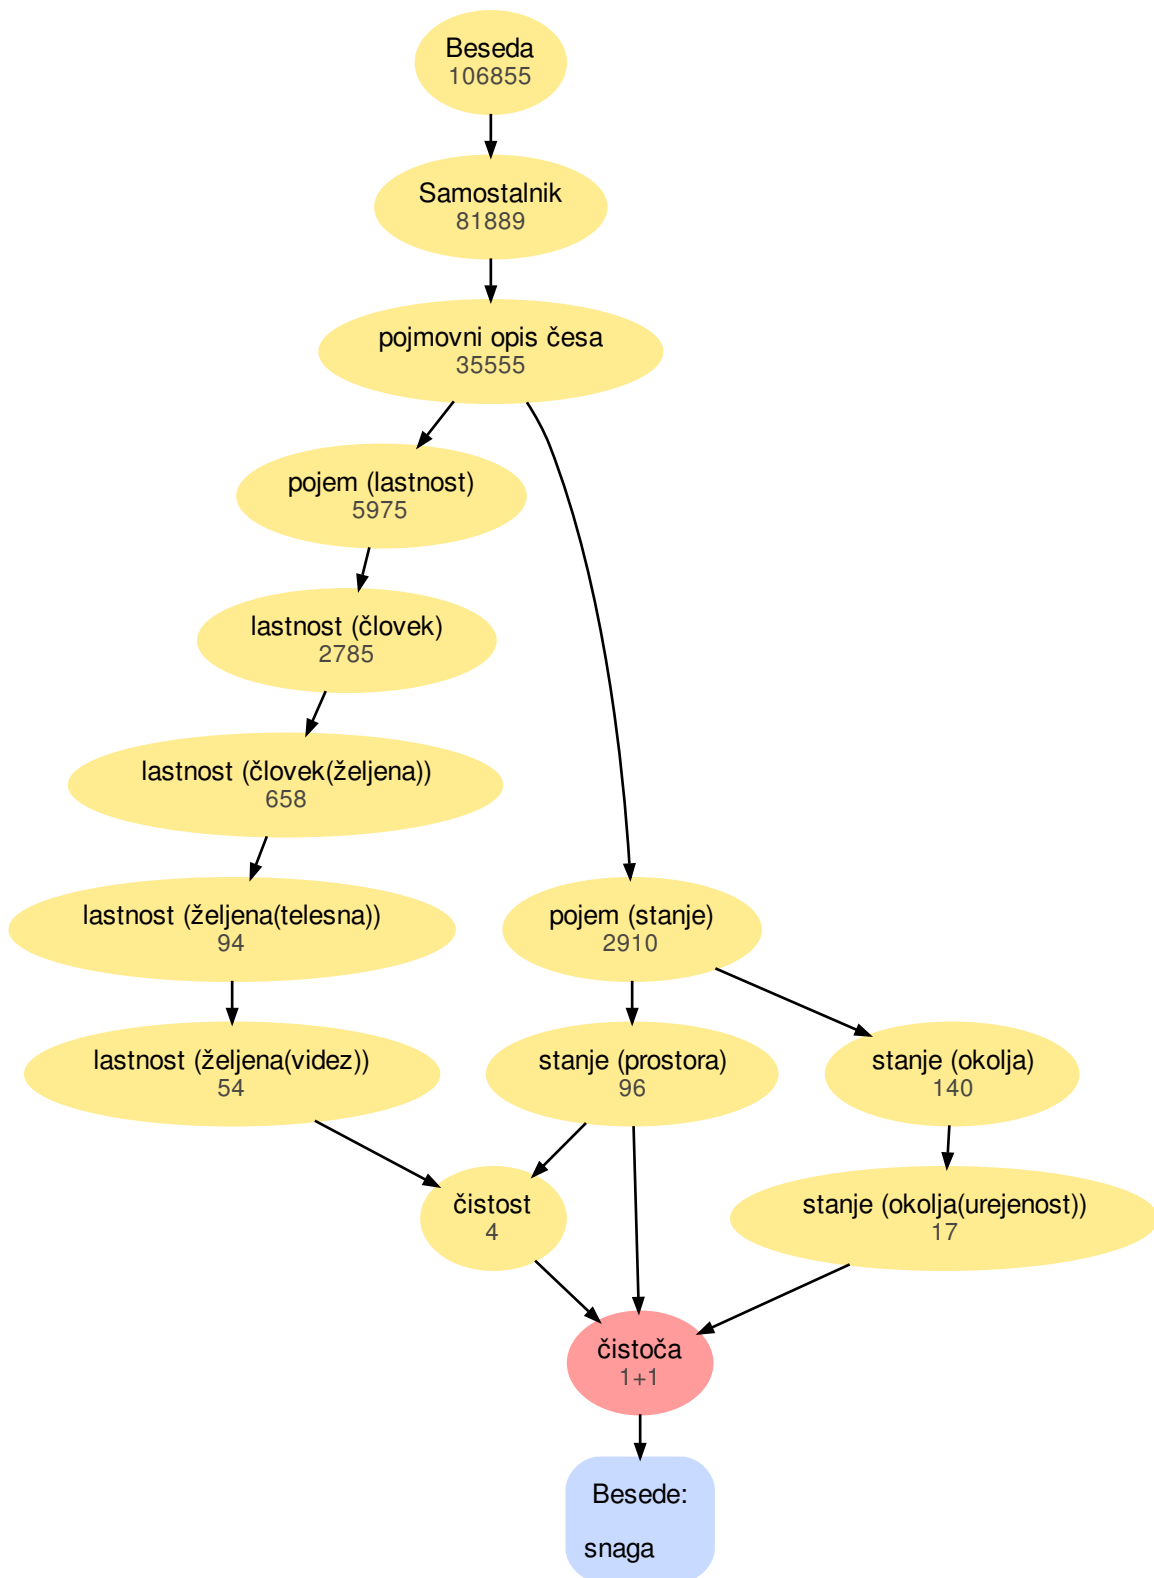 Beseda
106855
Samostalnik
81889
pojmovni opis česa
35555
pojem (lastnost)
5975
lastnost (človek)
2785
lastnost (človek(željena))
658
lastnost (željena(telesna))
94
pojem (stanje)
2910
lastnost (željena(videz))
54
stanje (prostora)
96
stanje (okolja)
140
čistost
4
stanje (okolja(urejenost))
17
čistoča
1+1
Besede:
snaga